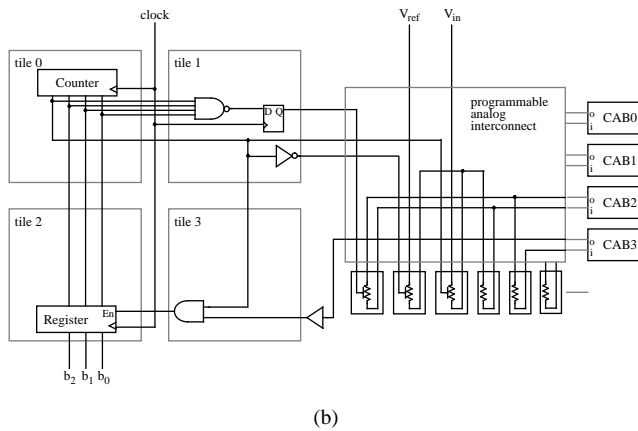 clock
V_ref V_in
tile 0
Counter
tile 1
D Q
programmable
analog
interconnect
o
i
CAB0
o
i
CAB1
o
i
CAB2
o
i
CAB3
tile 2
Register
En
tile 3
b_2 b_1 b_0
(b)